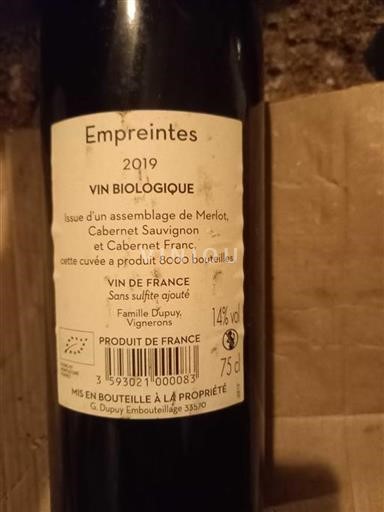 Empreintes
2019
VIN BIOLOGIQUE
Issue d'un assemblage de Merlot,
Cabernet Sauvignon
et Cabernet Franc,
cette cuvée a produit 8000 bouteilles
VIN DE FRANCE
Sans sulfite ajouté
Famille Dupuy,
Vignerons
14% vol
PRODUIT DE FRANCE
75 cl
3 593021 000083
MIS EN BOUTEILLE À LA PROPRIÉTÉ
G. Dupuy Embouteillage 33570